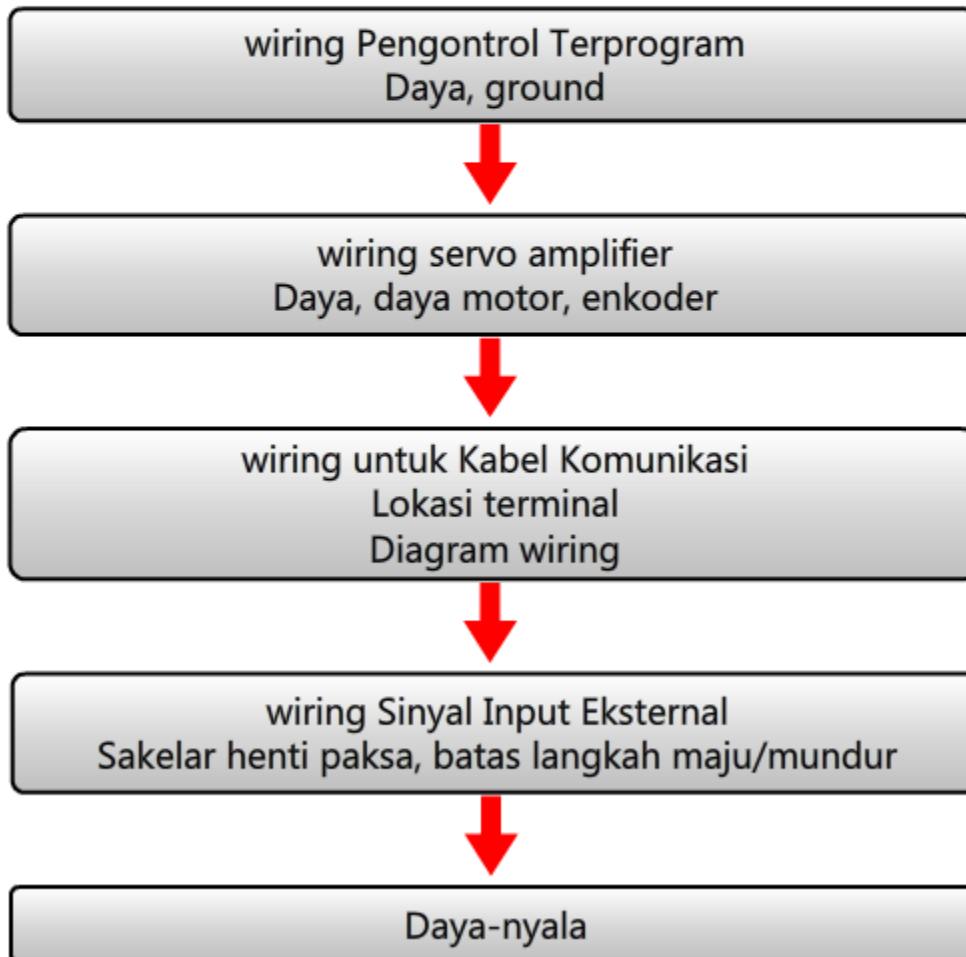 wiring Pengontrol Terprogram
Daya, ground
wiring servo amplifier
Daya, daya motor, enkoder
wiring untuk Kabel Komunikasi
Lokasi terminal
Diagram wiring
wiring Sinyal Input Eksternal
Sakelar henti paksa, batas langkah maju/mundur
Daya-nyala